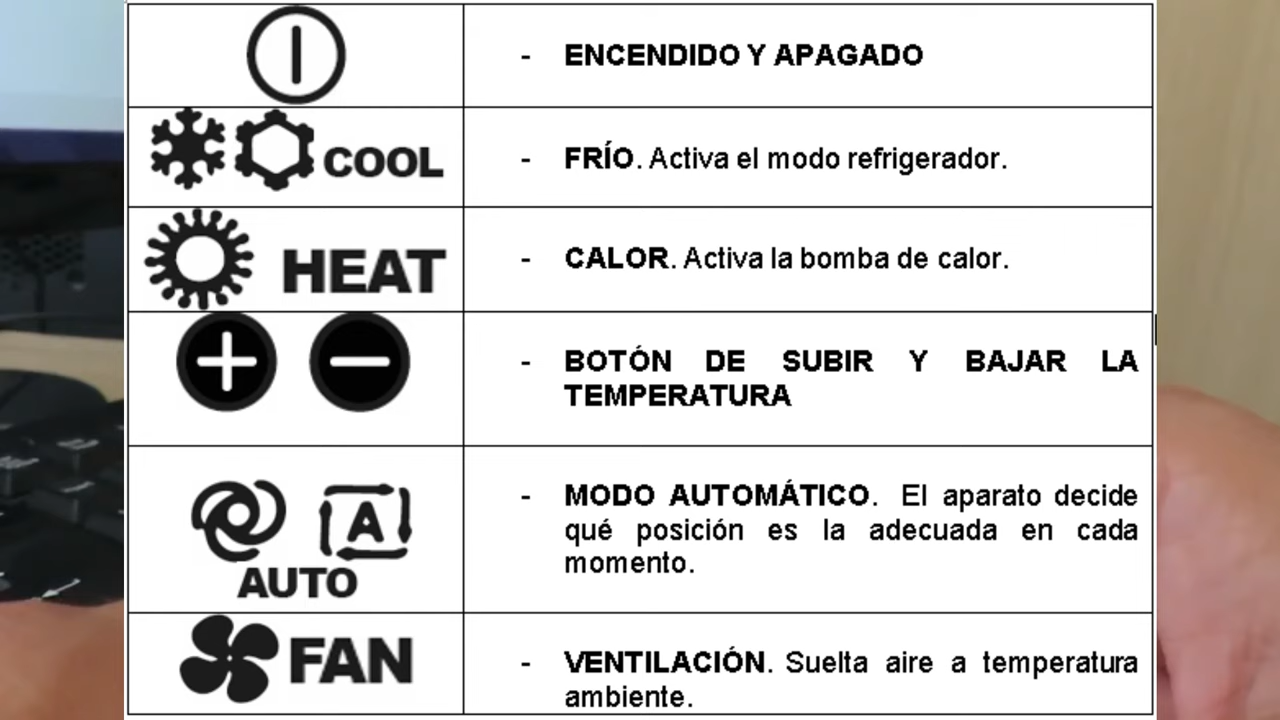 - ENCENDIDO Y APAGADO
COOL
- FRÍO. Activa el modo refrigerador.
HEAT
- CALOR. Activa la bomba de calor.
- BOTÓN DE SUBIR Y BAJAR LA
TEMPERATURA
A
AUTO
- MODO AUTOMÁTICO. El aparato decide
qué posición es la adecuada en cada
momento.
FAN
- VENTILACIÓN. Suelta aire a temperatura
ambiente.